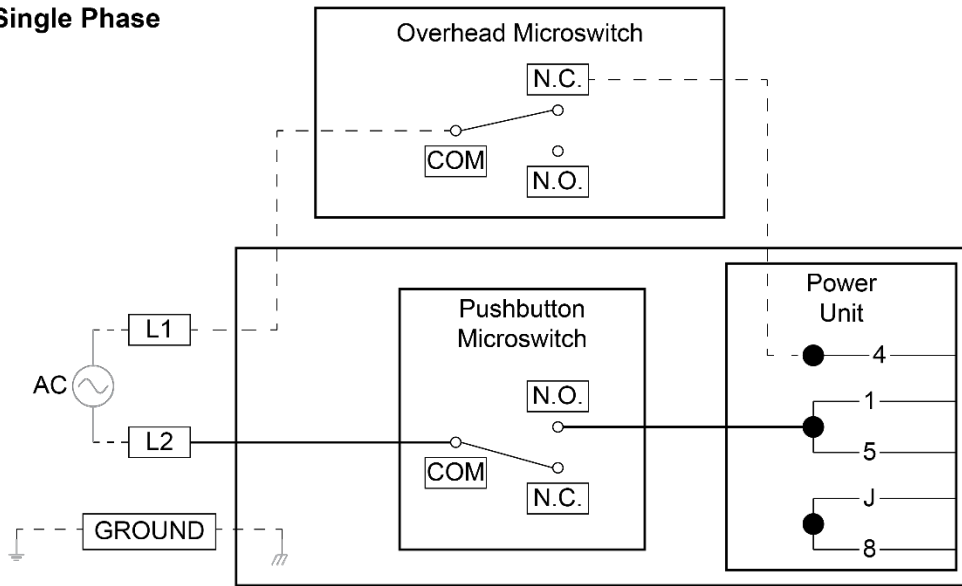 Single Phase
Overhead Microswitch
N.C.
COM
N.O.
Power
Unit
Pushbutton
Microswitch
L1
4
AC
N.O.
1
L2
5
COM
N.C.
J
GROUND
8